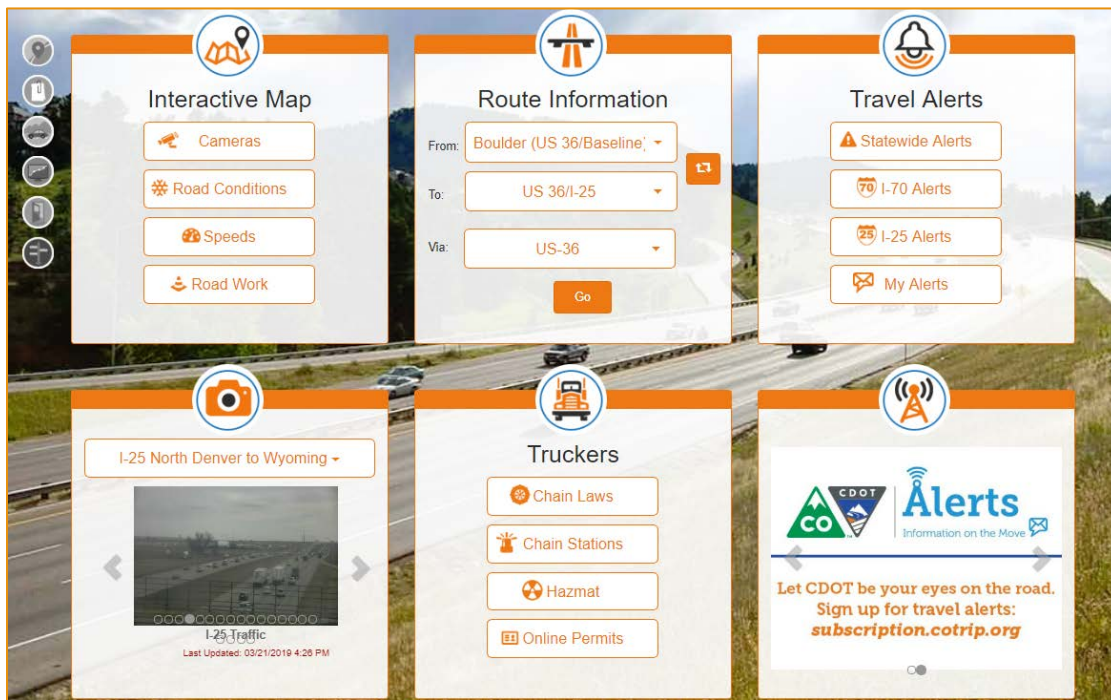 Interactive Map
Cameras
Road Conditions
Speeds
Road Work
Route Information
From:
Boulder (US 36/Baseline)
To:
US 36/I-25
Via:
US-36
Go
Travel Alerts
Statewide Alerts
70 I-70 Alerts
25 I-25 Alerts
My Alerts
I-25 North Denver to Wyoming
I-25 Traffic
Last Updated: 03/21/2019 4:26 PM
Truckers
Chain Laws
Chain Stations
Hazmat
Online Permits
CO
CDOT
Alerts
Information on the Move
Let CDOT be your eyes on the road.
Sign up for travel alerts:
subscription.cotrip.org